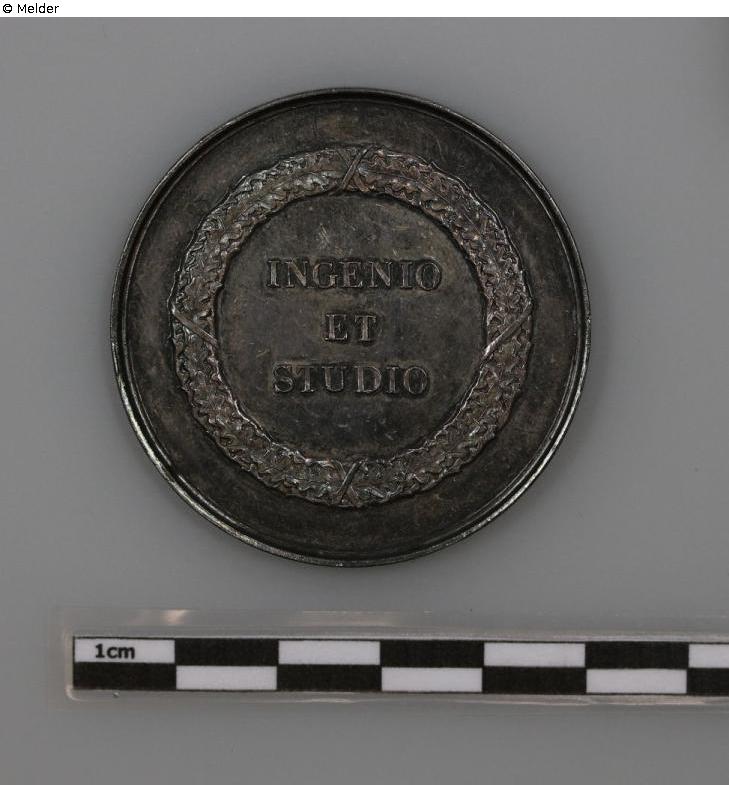 © Melder
INGENIO
ET
STUDIO
1cm